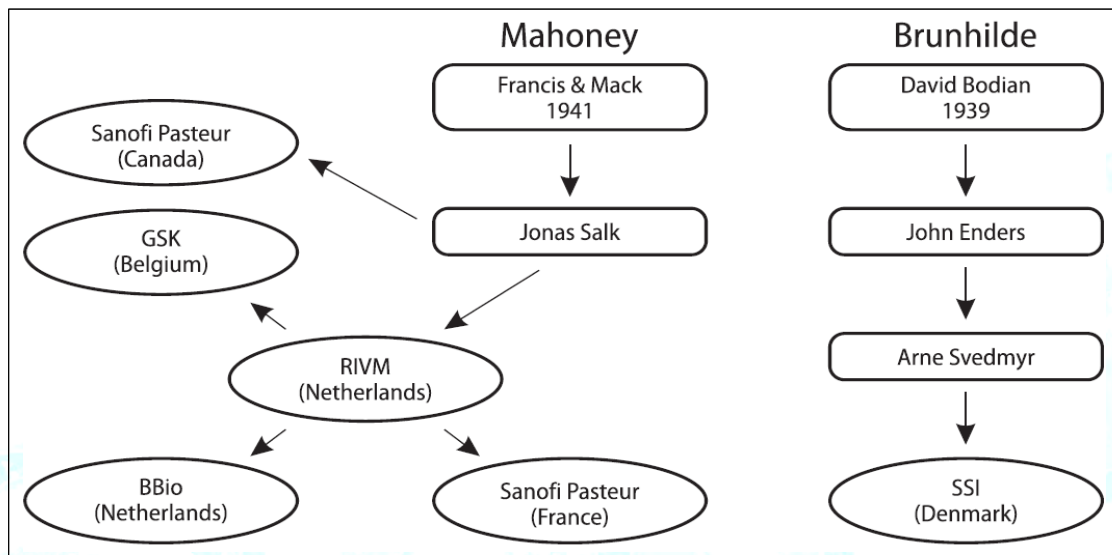 Mahoney
Brunhilde
Francis & Mack
1941
David Bodian
1939
Sanofi Pasteur
(Canada)
Jonas Salk
John Enders
GSK
(Belgium)
RIVM
(Netherlands)
Arne Svedmyr
BBio
(Netherlands)
Sanofi Pasteur
(France)
SSI
(Denmark)